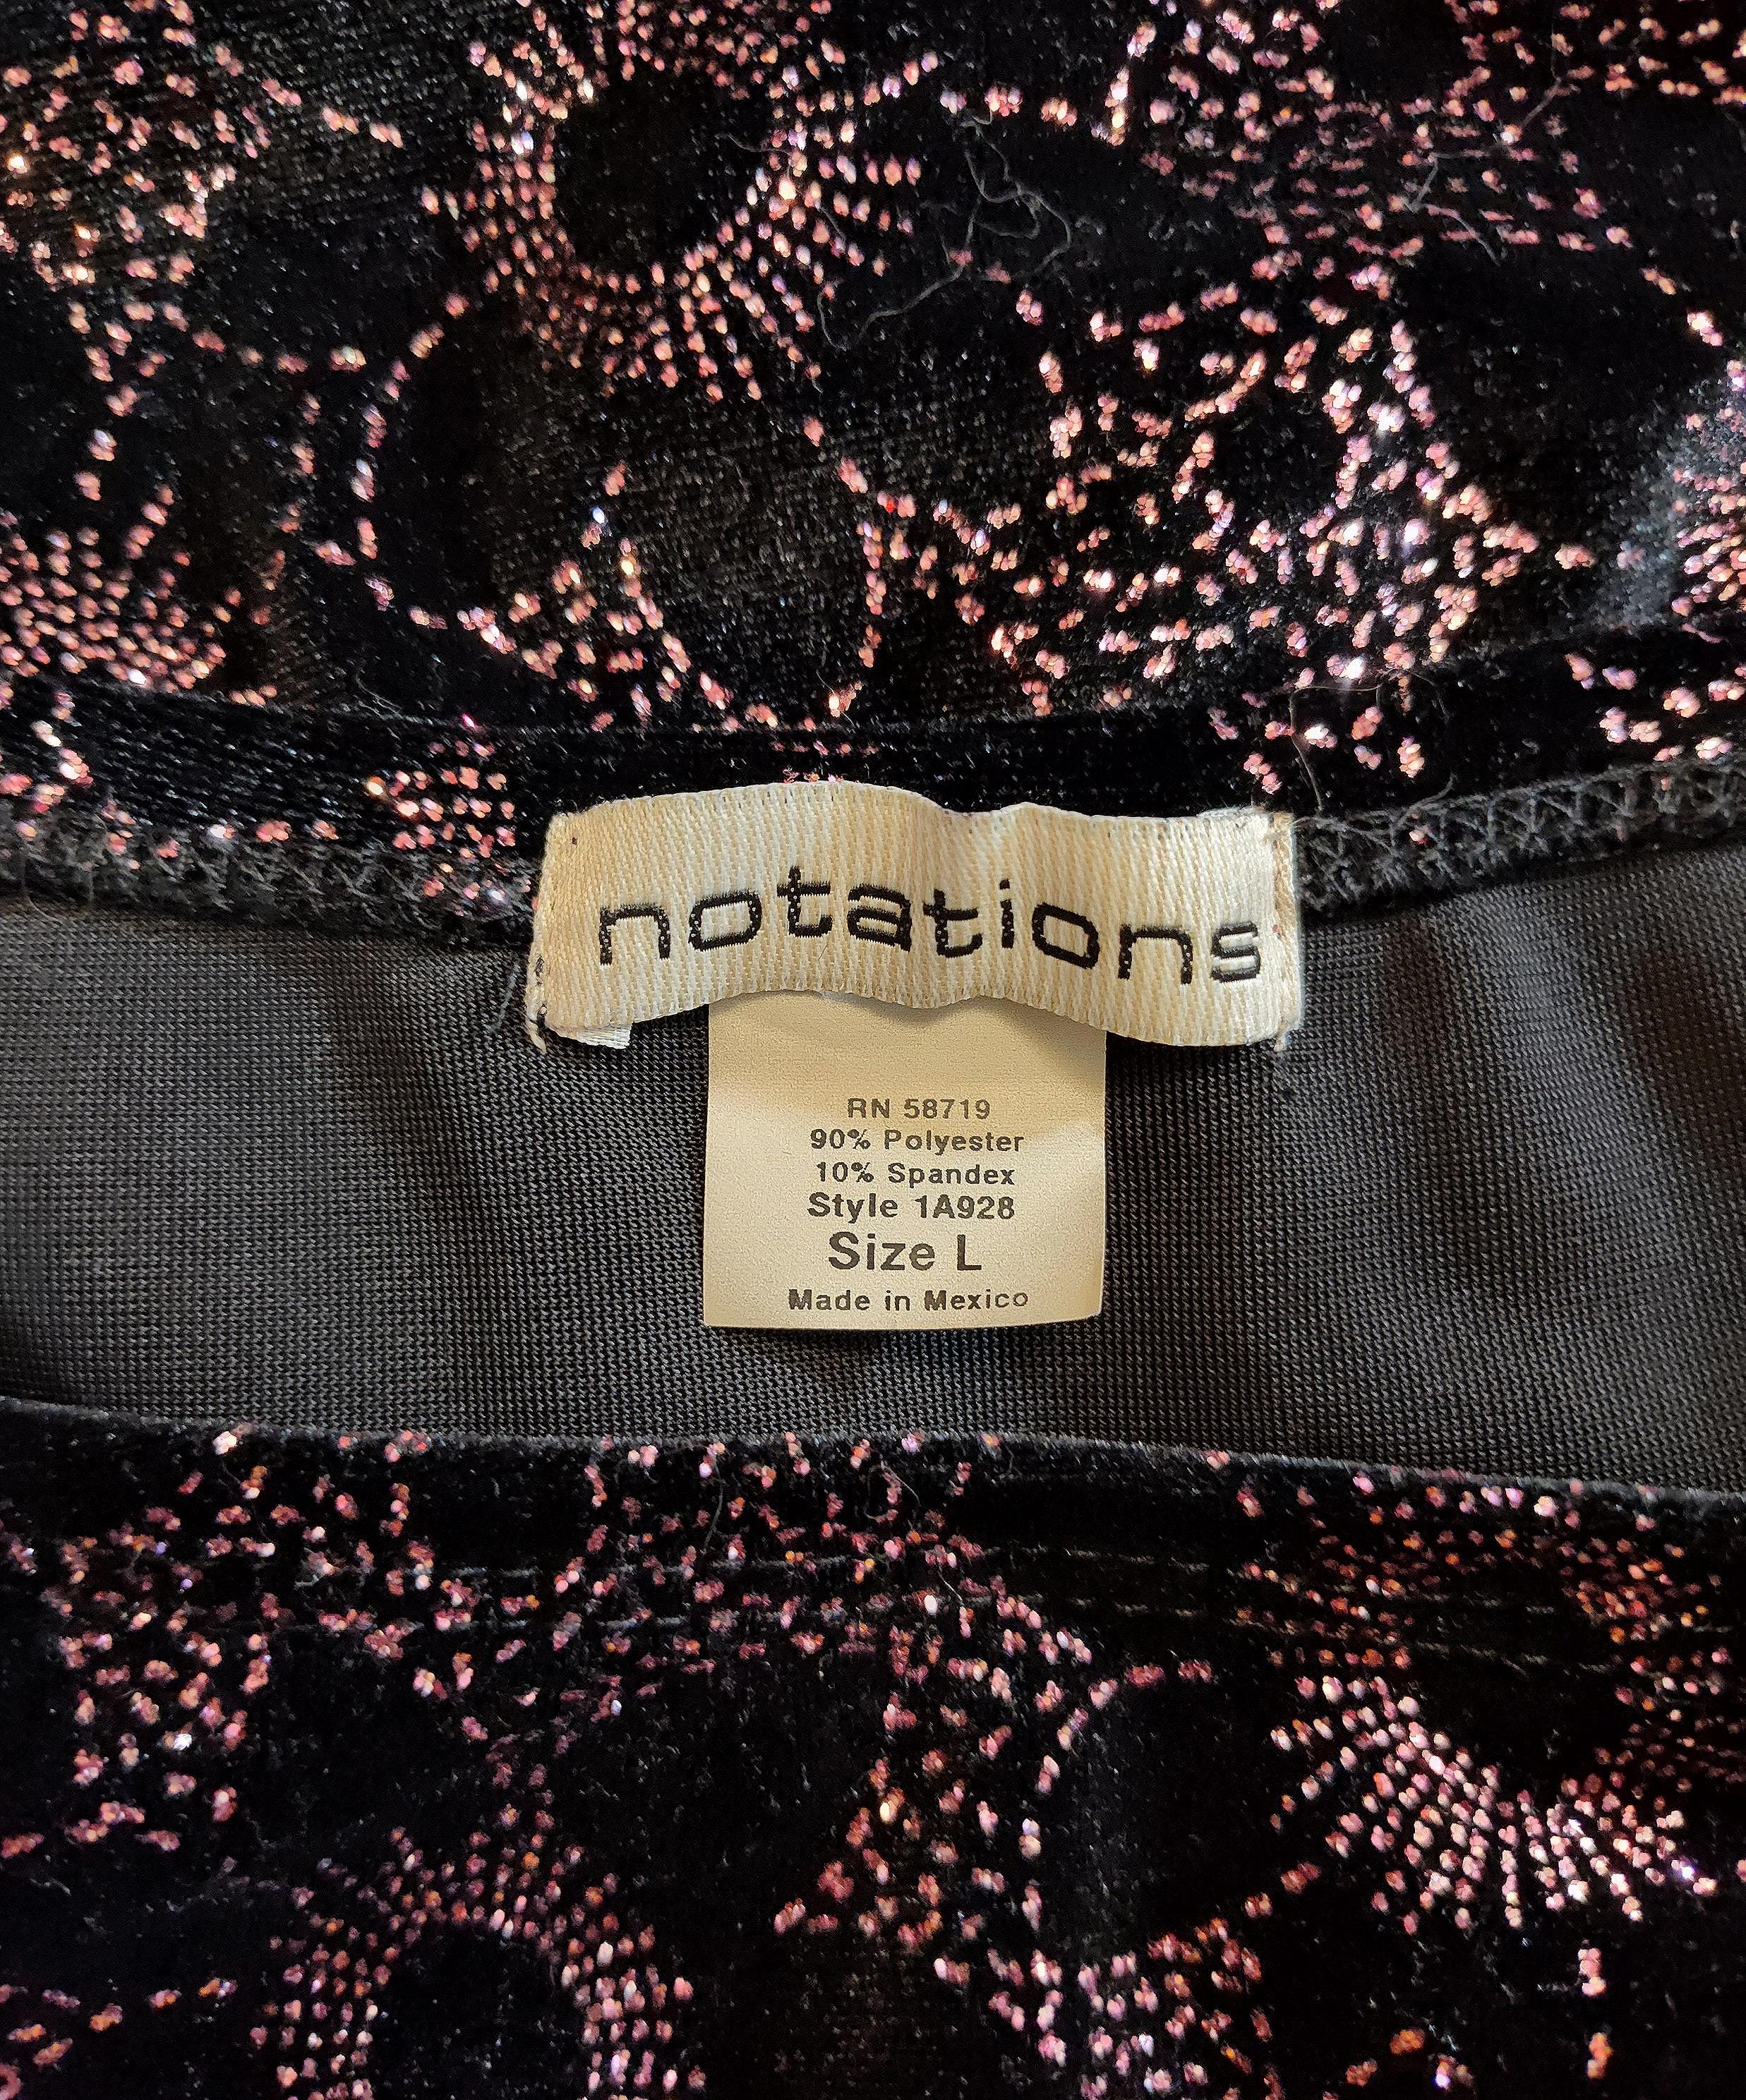 notations
RN 58719
90% Polyester
10% Spandex
Style 1A928
Size L
Made in Mexico